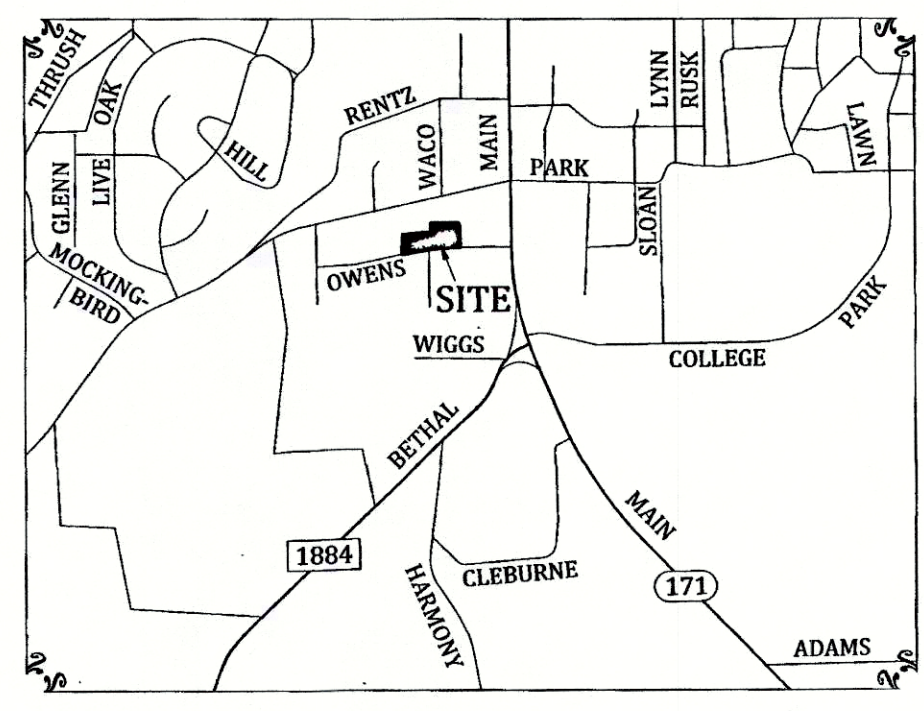 THRUSH
OAK
RENTZ
LYNN
RUSK
LAWN
WACO
MAIN
HILL
PARK
GLENN
LIVE
SLOAN
MOCKING-
BIRD
OWENS
SITE
PARK
WIGGS
COLLEGE
BETHAL
MAIN
1884
CLEBURNE
171
HARMONY
ADAMS